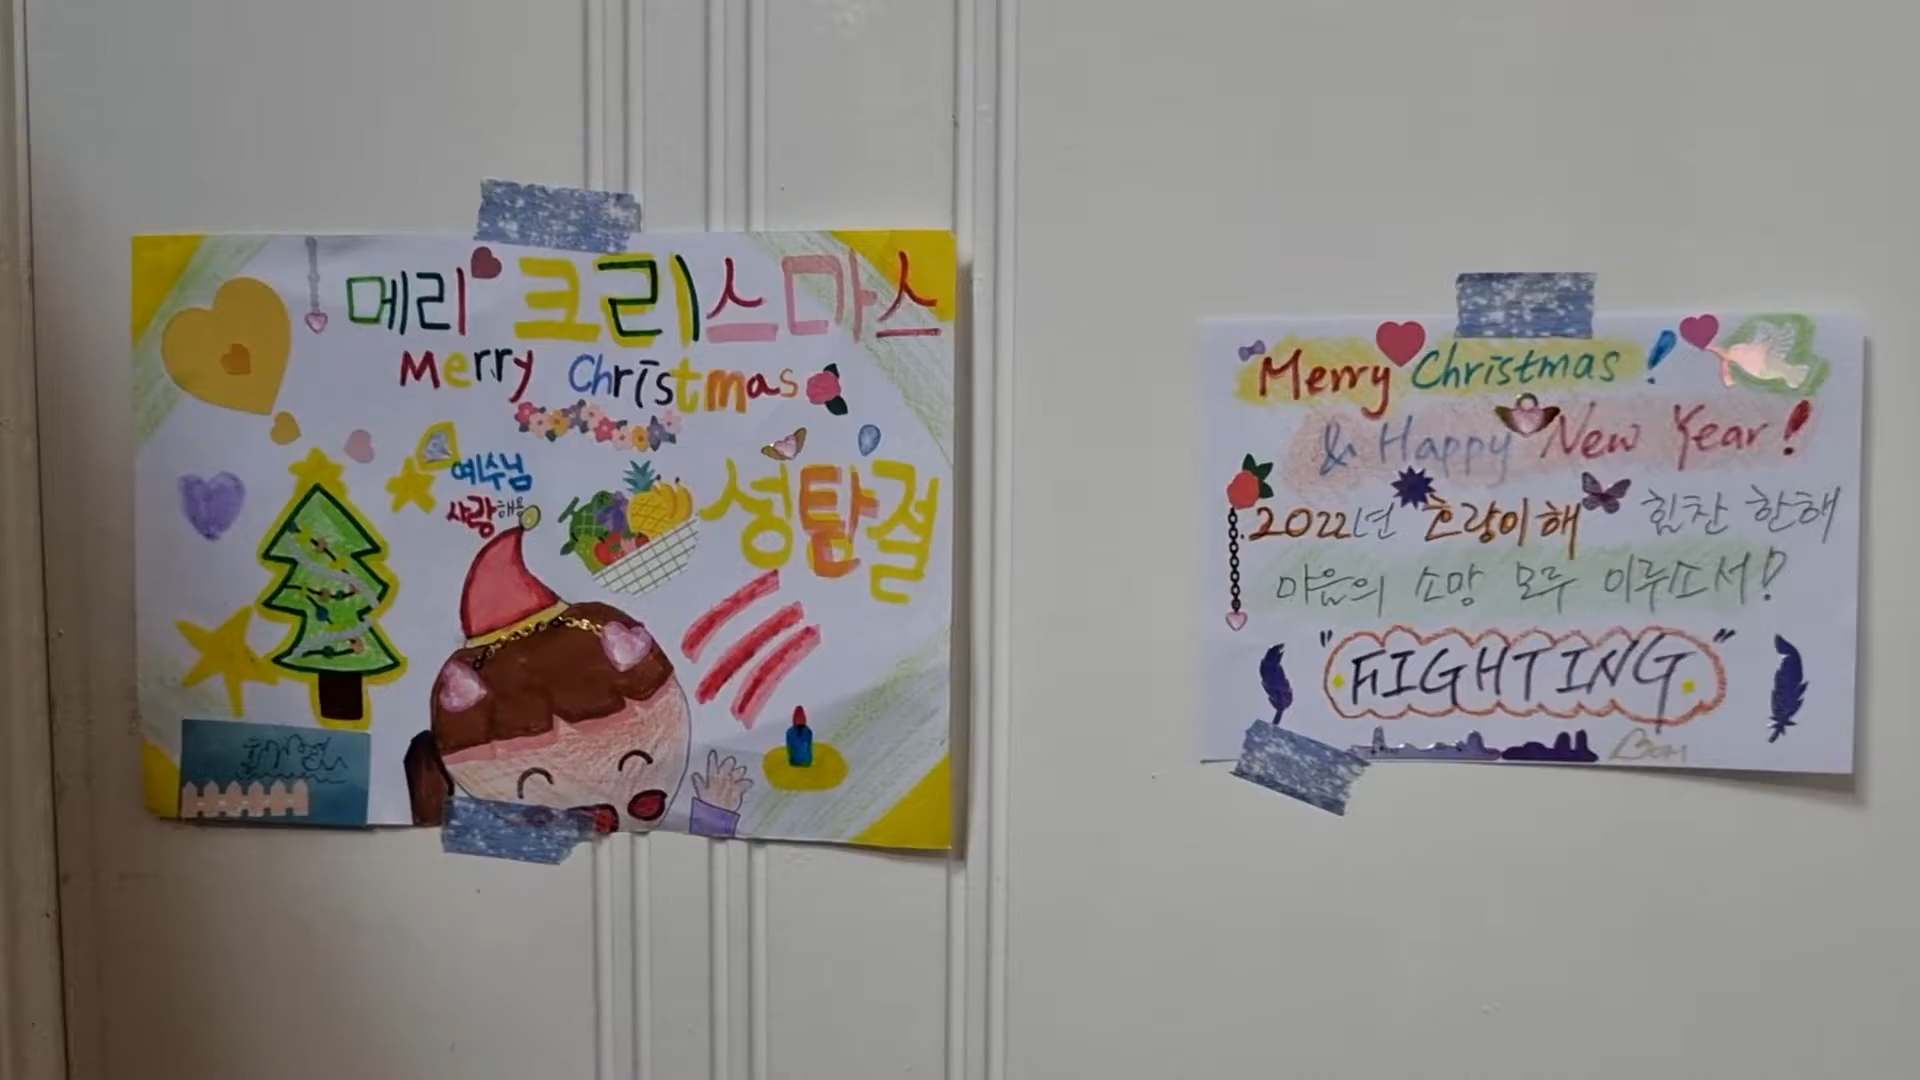 메리 크리스마스
Merry Christmas
예수님
사랑해용
성탄절
Merry Christmas!
& Happy New Year!
2022년 호랑이해 힘찬 한해
마음의 소망 모두 이루소서!
"FIGHTING"